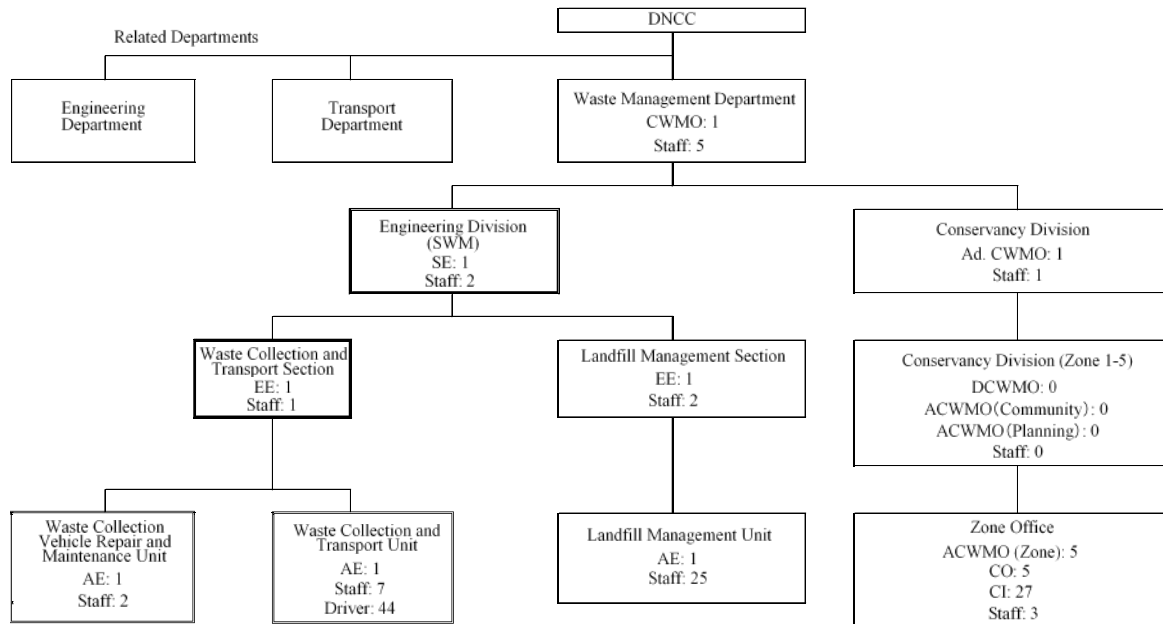 DNCC
Related Departments
Engineering
Department
Transport
Department
Waste Management Department
CWMO: 1
Staff: 5
Engineering Division
(SWM)
SE: 1
Staff: 2
Conservancy Division
Ad. CWMO: 1
Staff: 1
Waste Collection and
Transport Section
EE: 1
Staff: 1
Landfill Management Section
EE: 1
Staff: 2
Conservancy Division (Zone 1-5)
DCWMO: 0
ACWMO(Community): 0
ACWMO(Planning): 0
Staff: 0
Waste Collection
Vehicle Repair and
Maintenance Unit
AE: 1
Staff: 2
Waste Collection and
Transport Unit
AE: 1
Staff: 7
Driver: 44
Landfill Management Unit
AE: 1
Staff: 25
Zone Office
ACWMO (Zone): 5
CO: 5
CI: 27
Staff: 3